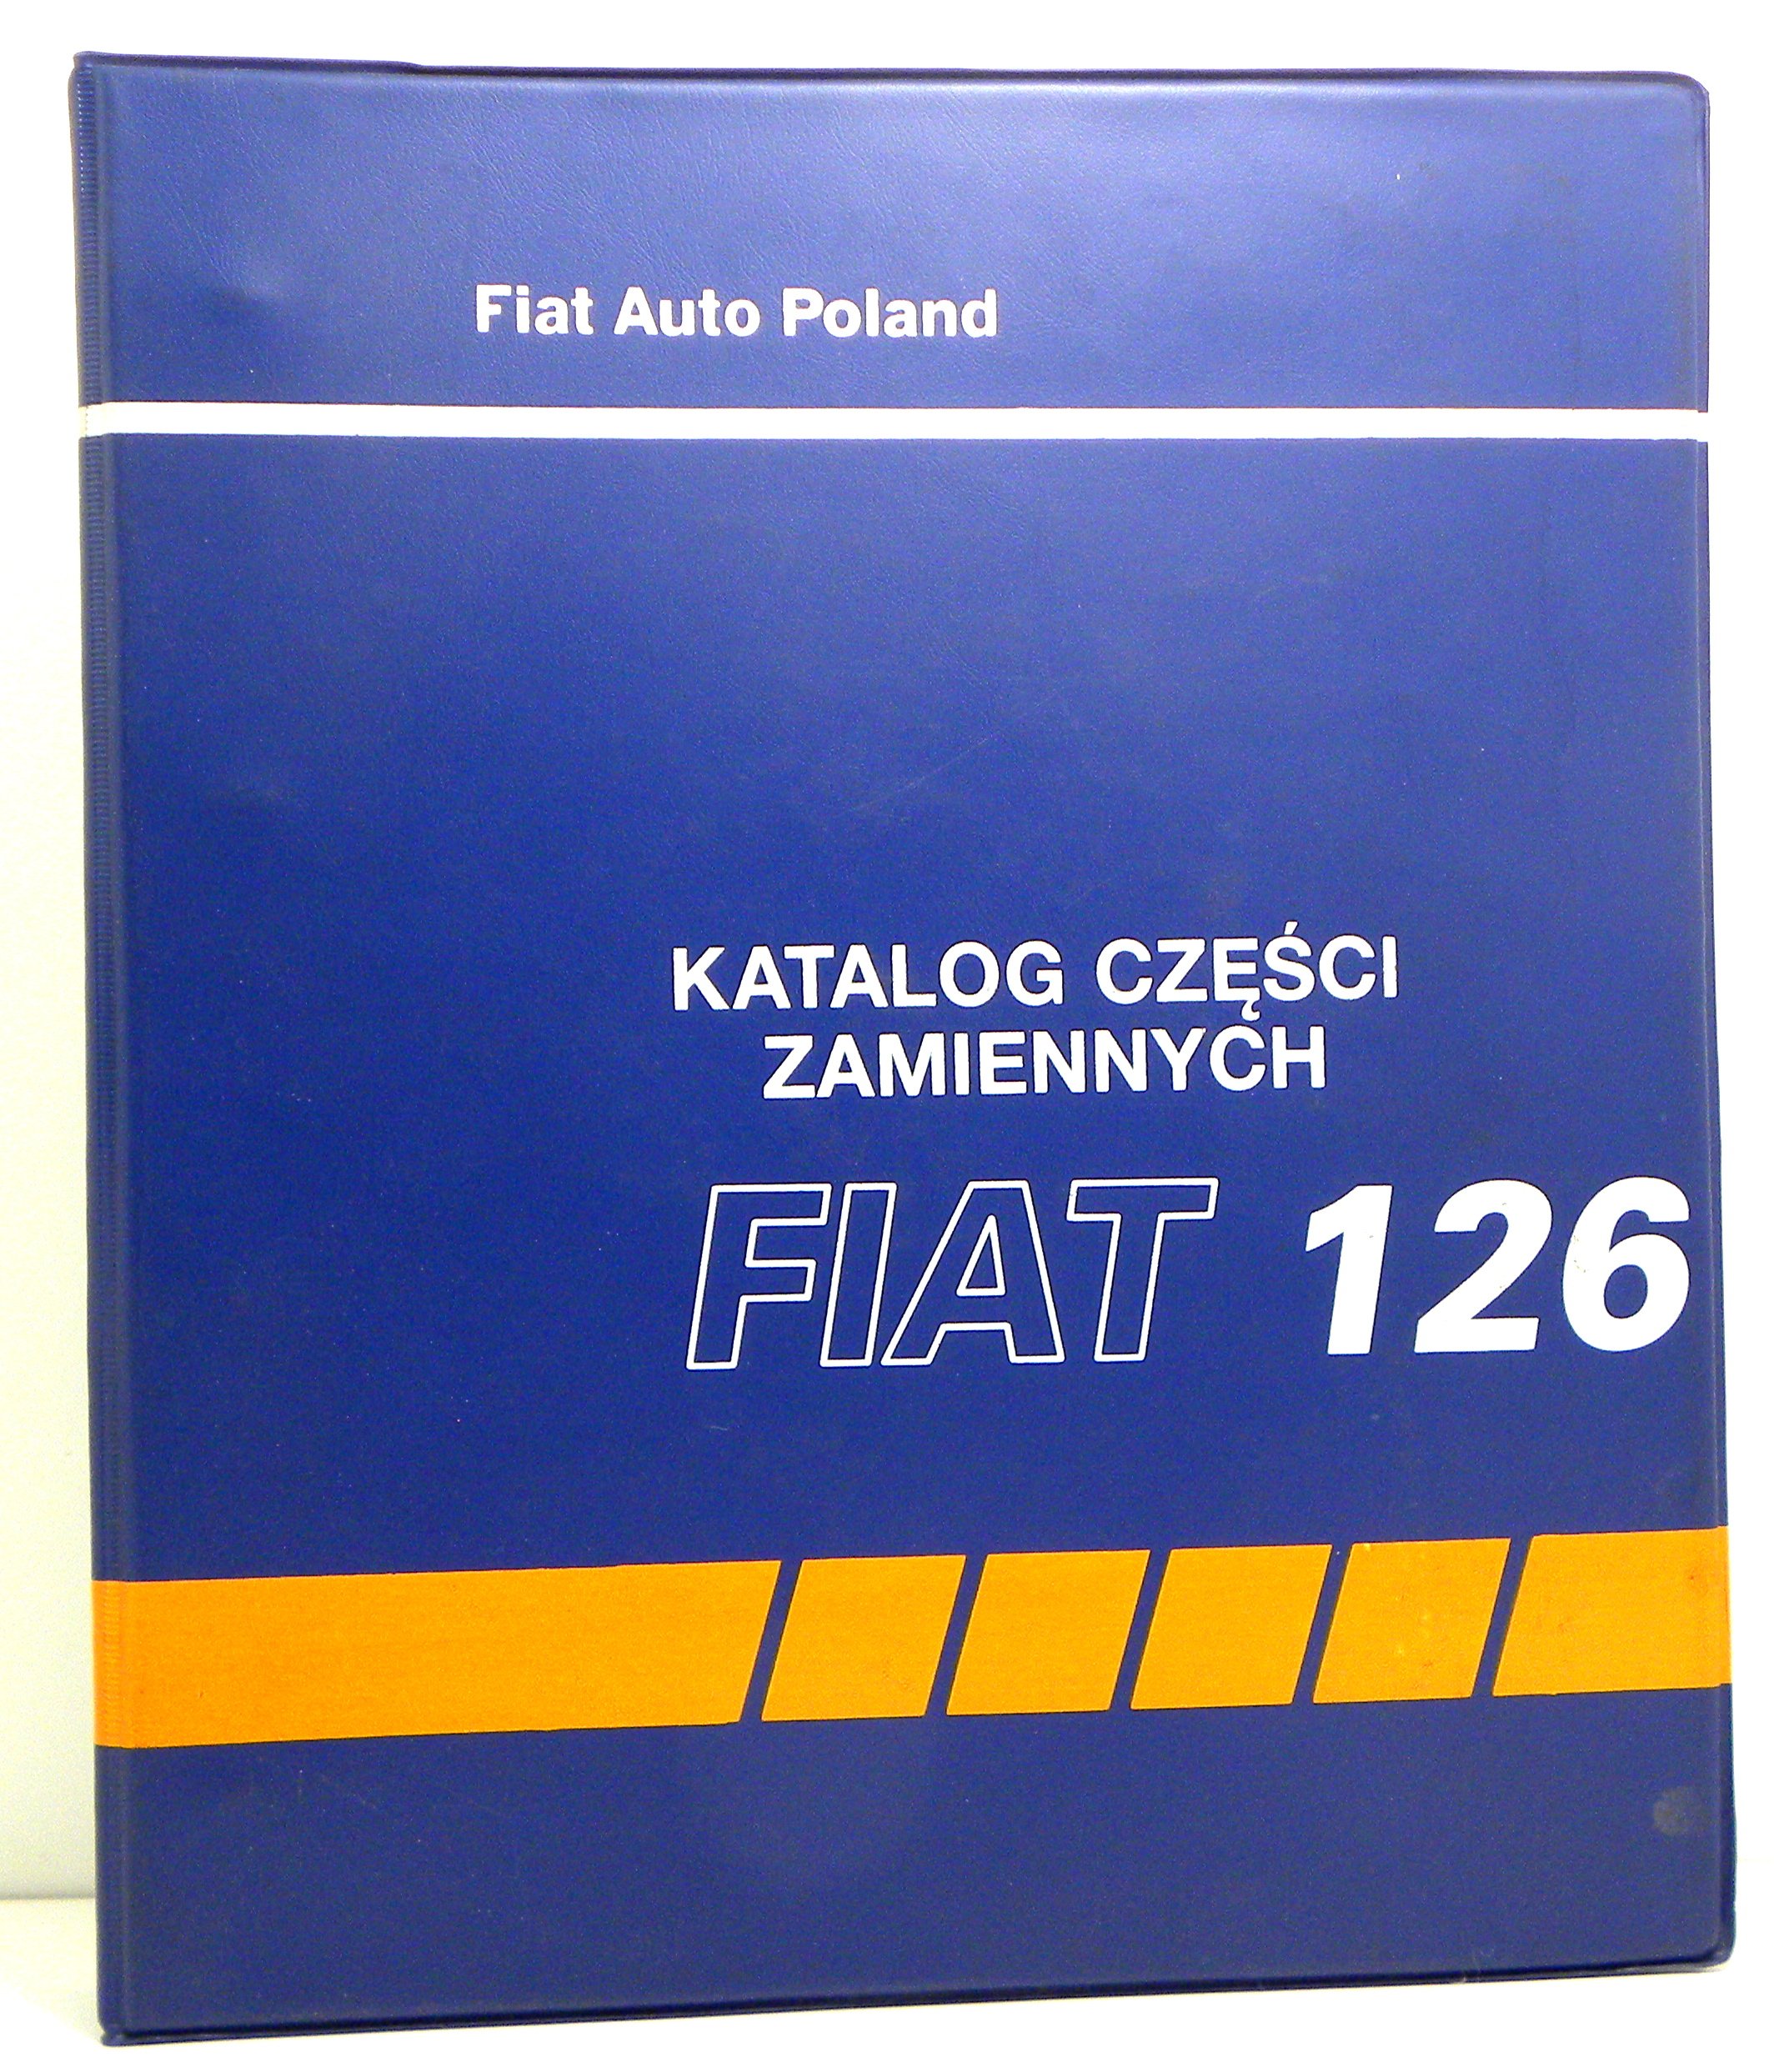 Fiat Auto Poland
KATALOG CZĘŚCI
ZAMIENNYCH
FIAT 126